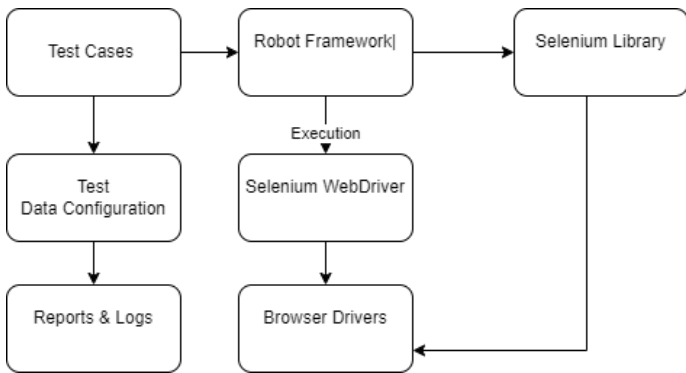 Test Cases
Robot Framework|
Selenium Library
Execution
Test
Data Configuration
Selenium WebDriver
Reports & Logs
Browser Drivers